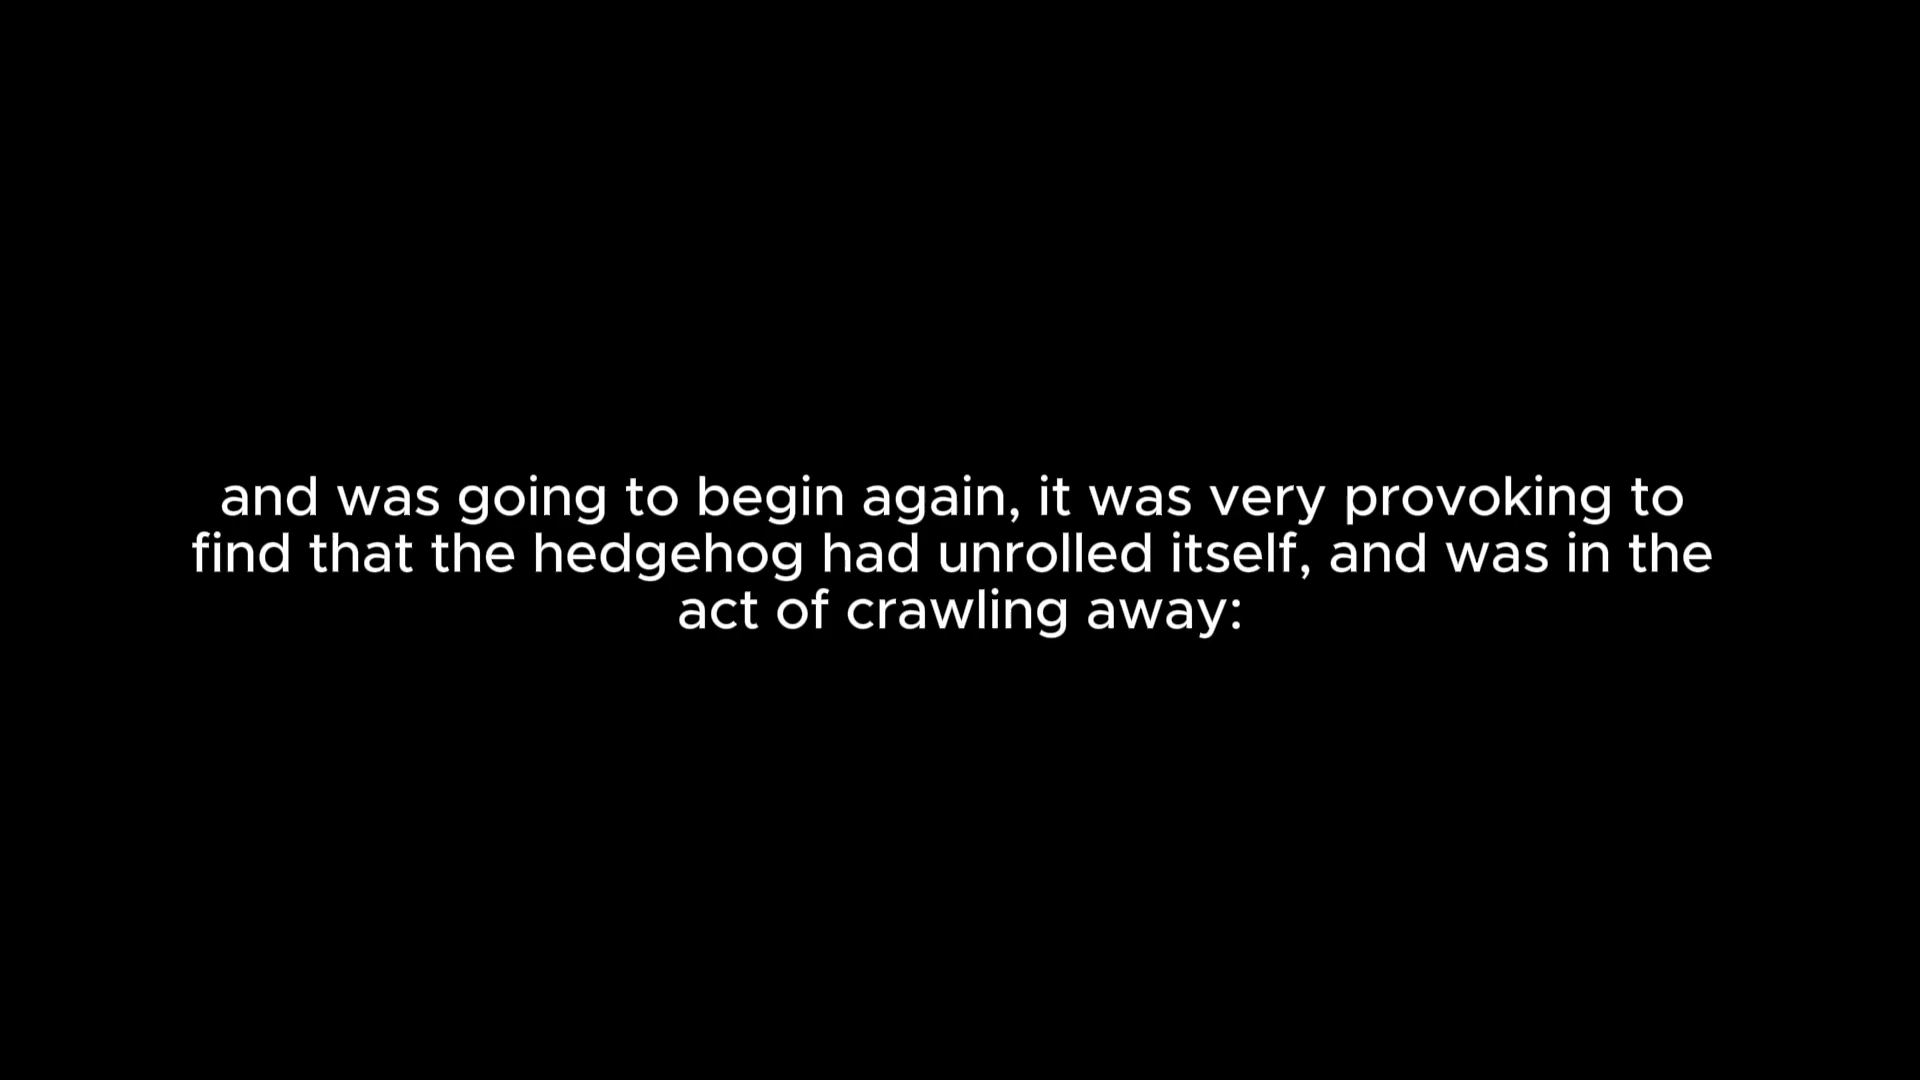 and was going to begin again, it was very provoking to
find that the hedgehog had unrolled itself, and was in the
act of crawling away: